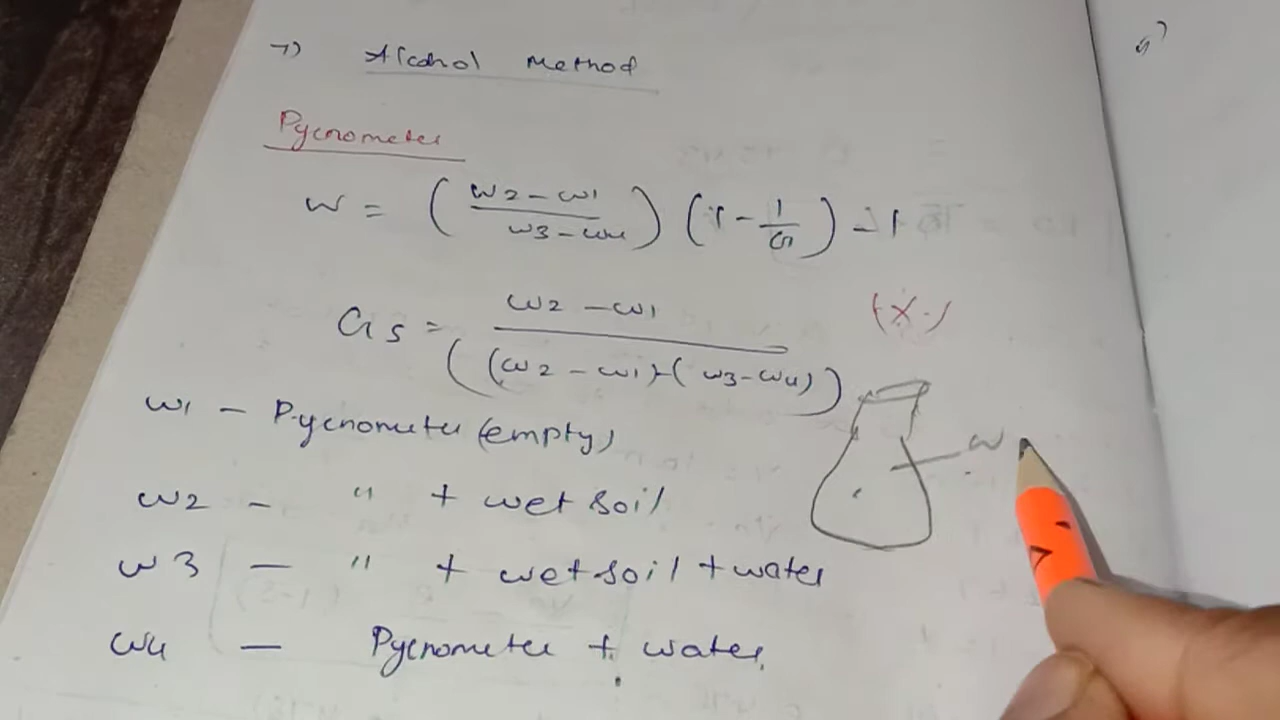 7) Alcohol Method
Pycnometer
w = ( w2 - w1 / w3 - w4 ) ( 1 - 1/G ) - 1
(X.)
Gs = w2 - w1 / ( (w2 - w1) - ( w3 - w4) )
w1 - Pycnometer (empty)
w
w2 - " + wet soil
w3 - " + wet soil + water
w4 - Pycnometer + water